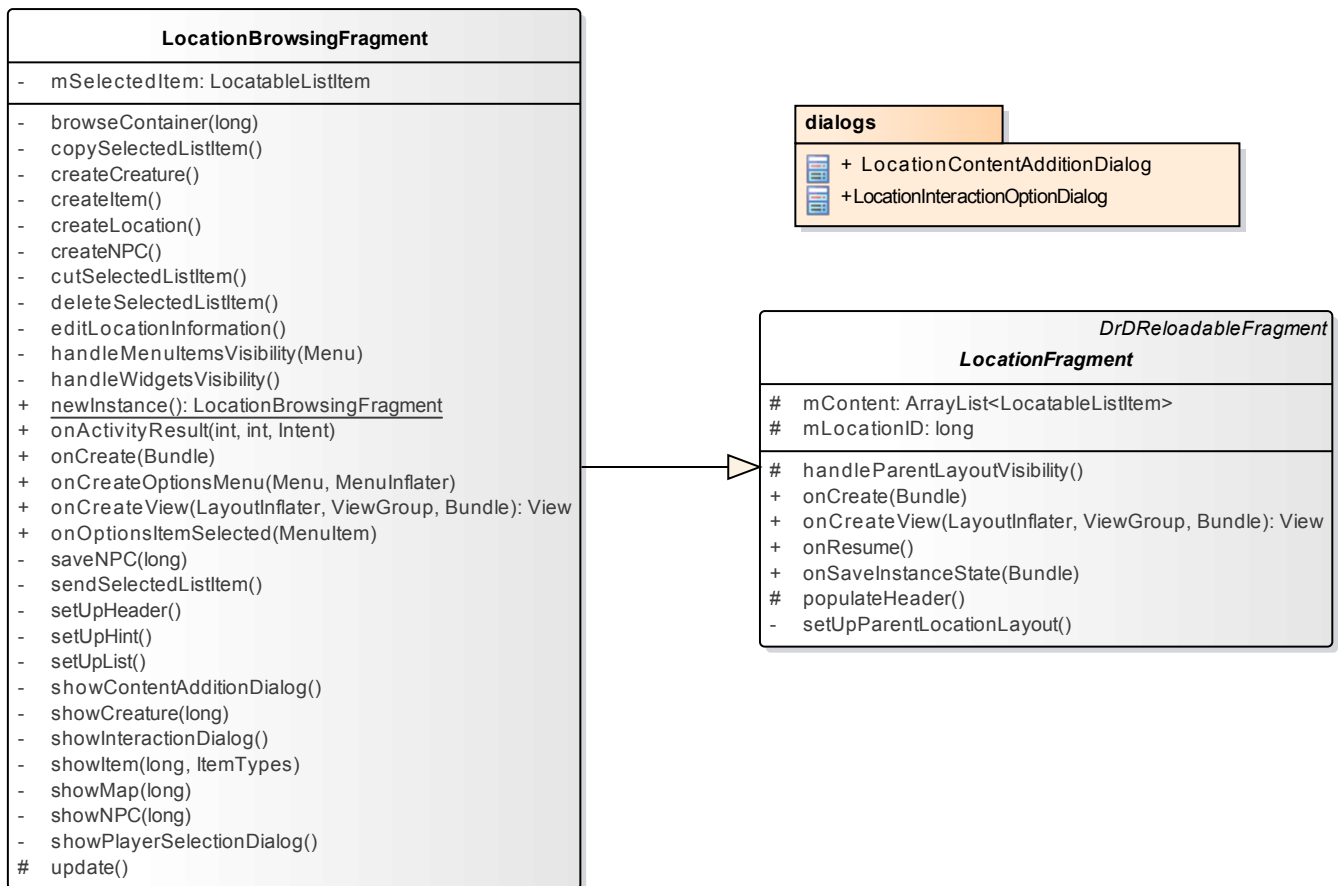 LocationBrowsingFragment
- mSelectedItem: LocatableListItem
- browseContainer(long)
- copySelectedListItem()
- createCreature()
- createItem()
- createLocation()
- createNPC()
- cutSelectedListItem()
- deleteSelectedListItem()
- editLocationInformation()
- handleMenuItemsVisibility(Menu)
- handleWidgetsVisibility()
+ newInstance(): LocationBrowsingFragment
+ onActivityResult(int, int, Intent)
+ onCreate(Bundle)
+ onCreateOptionsMenu(Menu, MenuInflater)
+ onCreateView(LayoutInflater, ViewGroup, Bundle): View
+ onOptionsItemSelected(MenuItem)
- saveNPC(long)
- sendSelectedListItem()
- setUpHeader()
- setUpHint()
- setUpList()
- showContentAdditionDialog()
- showCreature(long)
- showInteractionDialog()
- showItem(long, ItemTypes)
- showMap(long)
- showNPC(long)
- showPlayerSelectionDialog()
# update()
dialogs
+ LocationContentAdditionDialog
+LocationInteractionOptionDialog
DrDReloadableFragment
LocationFragment
# mContent: ArrayList<LocatableListItem>
# mLocationID: long
# handleParentLayoutVisibility()
+ onCreate(Bundle)
+ onCreateView(LayoutInflater, ViewGroup, Bundle): View
+ onResume()
+ onSaveInstanceState(Bundle)
# populateHeader()
- setUpParentLocationLayout()